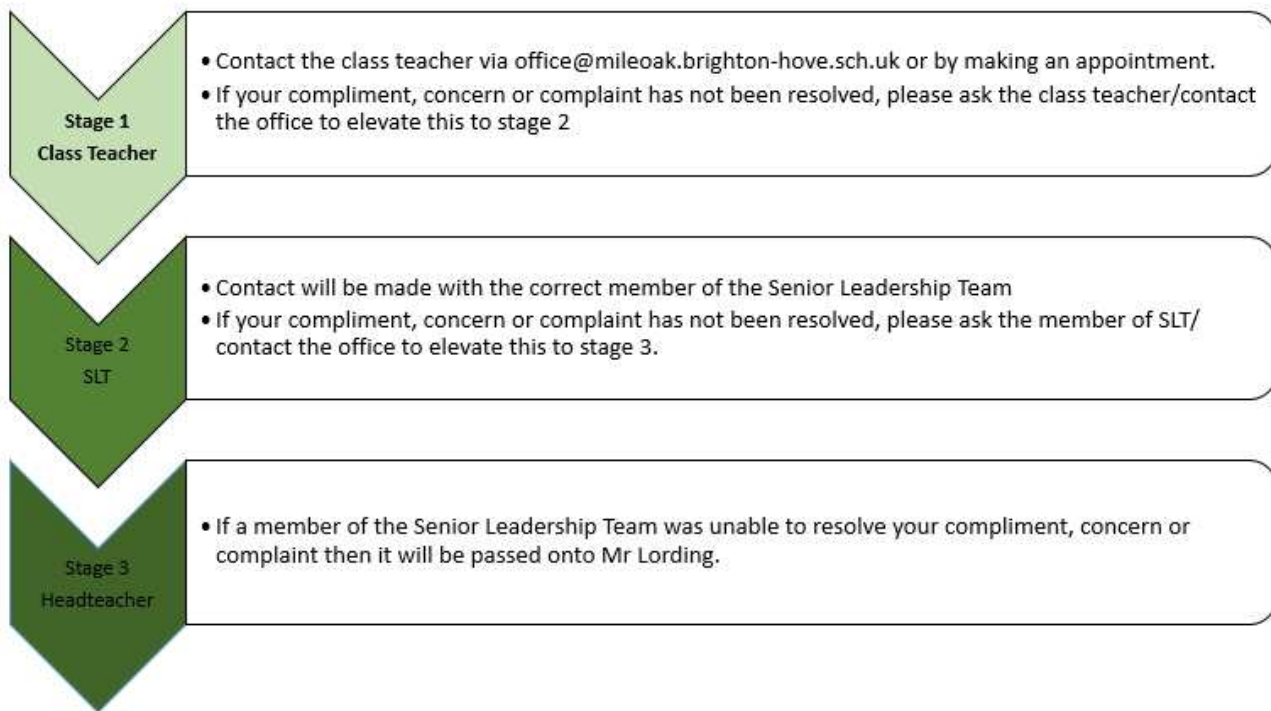 Stage 1
Class Teacher
• Contact the class teacher via office@mileoak.brighton-hove.sch.uk or by making an appointment.
• If your compliment, concern or complaint has not been resolved, please ask the class teacher/contact
the office to elevate this to stage 2
Stage 2
SLT
• Contact will be made with the correct member of the Senior Leadership Team
• If your compliment, concern or complaint has not been resolved, please ask the member of SLT/
contact the office to elevate this to stage 3.
Stage 3
Headteacher
• If a member of the Senior Leadership Team was unable to resolve your compliment, concern or
complaint then it will be passed onto Mr Lording.